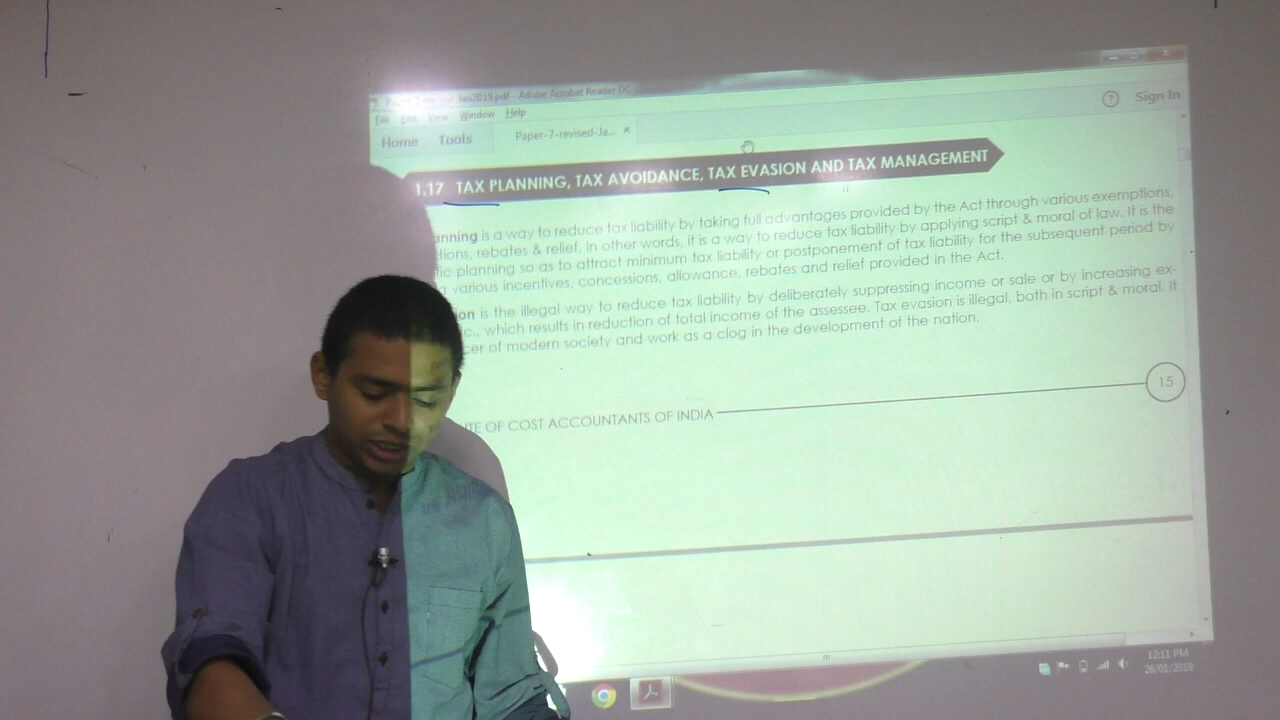 Jan2019.pdf - Adobe Acrobat Reader DC
File Edit View Window Help
Home Tools Paper-7-revised-Ja... × Sign In
1.17 TAX PLANNING, TAX AVOIDANCE, TAX EVASION AND TAX MANAGEMENT
anning is a way to reduce tax liability by taking full advantages provided by the Act through various exemptions,
tions, rebates & relief. In other words, it is a way to reduce tax liability by applying script & moral of law. It is the
tic planning so as to attract minimum tax liability or postponement of tax liability for the subsequent period by
various incentives, concessions, allowance, rebates and relief provided in the Act.
ion is the illegal way to reduce tax liability by deliberately suppressing income or sale or by increasing ex-
c., which results in reduction of total income of the assessee. Tax evasion is illegal, both in script & moral. It
cer of modern society and work as a clog in the development of the nation.
15
TE OF COST ACCOUNTANTS OF INDIA
12:11 PM
26/01/2019